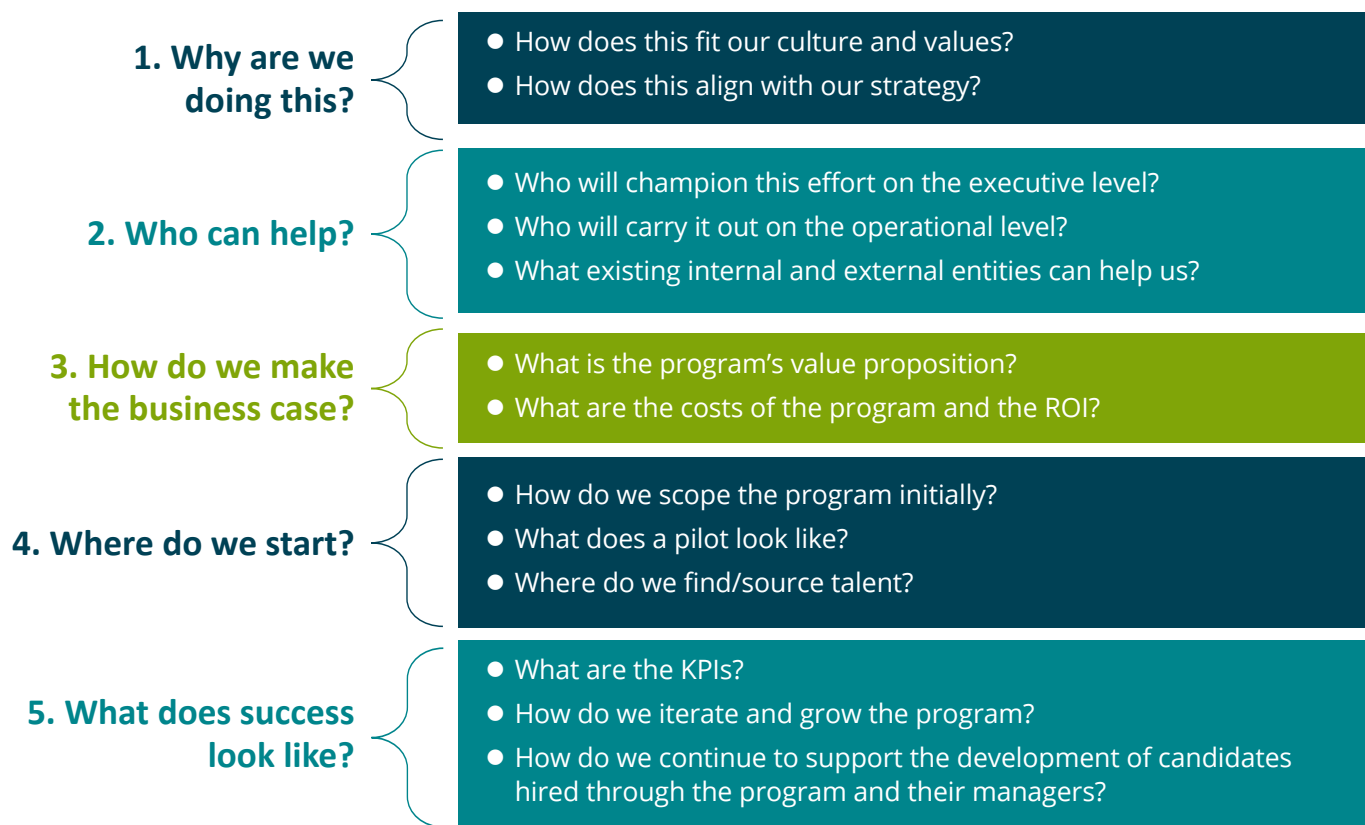 1. Why are we
doing this?
● How does this fit our culture and values?
● How does this align with our strategy?
2. Who can help?
● Who will champion this effort on the executive level?
● Who will carry it out on the operational level?
● What existing internal and external entities can help us?
3. How do we make
the business case?
● What is the program’s value proposition?
● What are the costs of the program and the ROI?
4. Where do we start?
● How do we scope the program initially?
● What does a pilot look like?
● Where do we find/source talent?
5. What does success
look like?
● What are the KPIs?
● How do we iterate and grow the program?
● How do we continue to support the development of candidates
hired through the program and their managers?